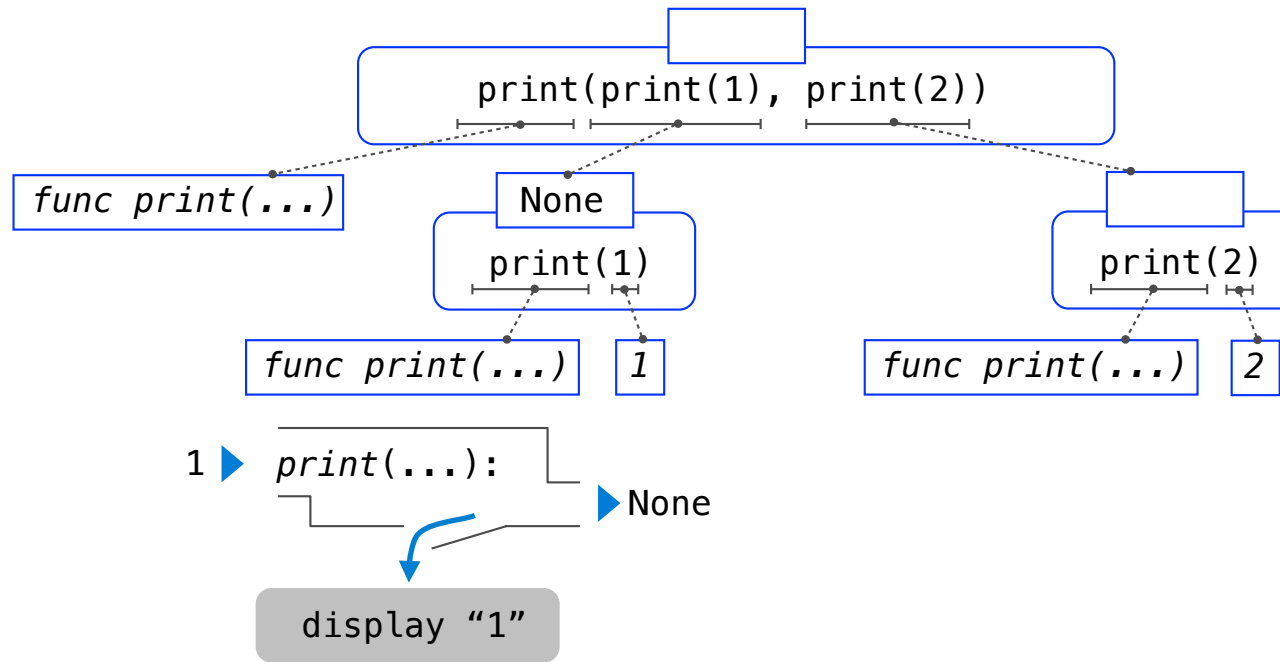 print(print(1), print(2))
func print(...)
None
print(1)
print(2)
func print(...)
1
func print(...)
2
1
print(...):
None
display “1”